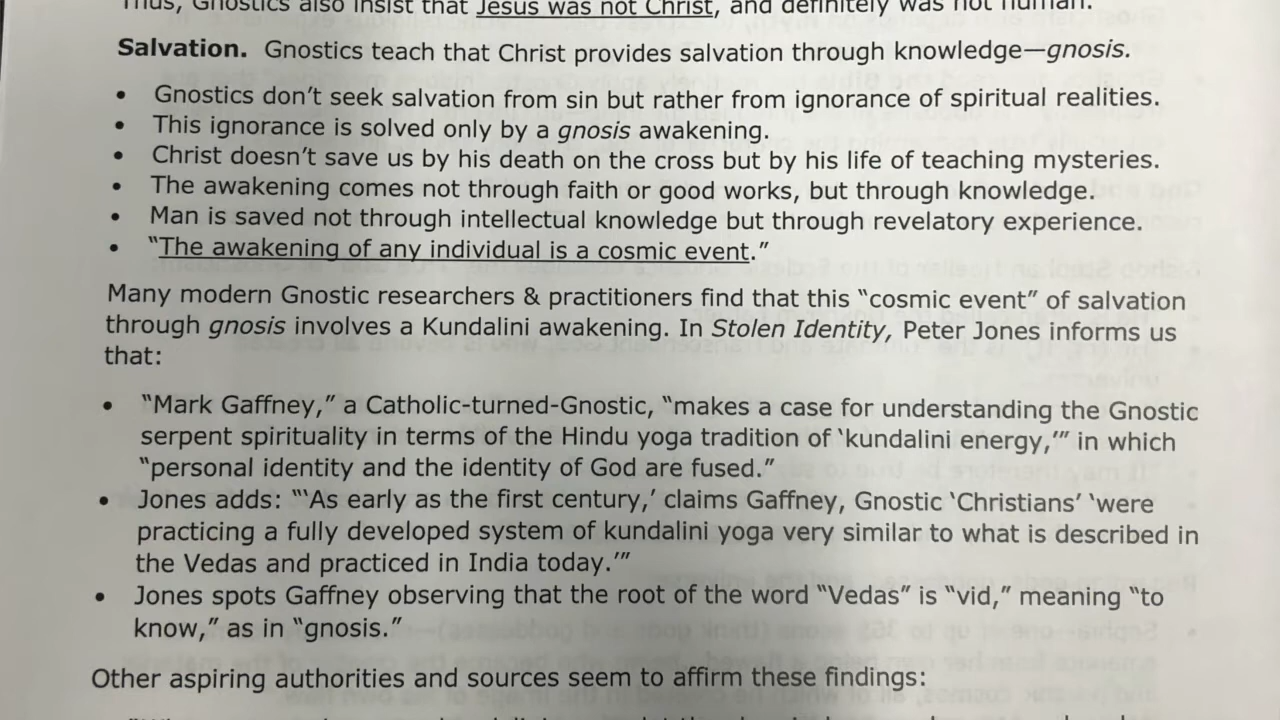 Thus, Gnostics also insist that Jesus was not Christ, and definitely was not human.
Salvation. Gnostics teach that Christ provides salvation through knowledge—gnosis.
• Gnostics don't seek salvation from sin but rather from ignorance of spiritual realities.
• This ignorance is solved only by a gnosis awakening.
• Christ doesn't save us by his death on the cross but by his life of teaching mysteries.
• The awakening comes not through faith or good works, but through knowledge.
• Man is saved not through intellectual knowledge but through revelatory experience.
• "The awakening of any individual is a cosmic event."
Many modern Gnostic researchers & practitioners find that this "cosmic event" of salvation
through gnosis involves a Kundalini awakening. In Stolen Identity, Peter Jones informs us
that:
• "Mark Gaffney," a Catholic-turned-Gnostic, "makes a case for understanding the Gnostic
serpent spirituality in terms of the Hindu yoga tradition of 'kundalini energy,'" in which
"personal identity and the identity of God are fused."
• Jones adds: "'As early as the first century,' claims Gaffney, Gnostic 'Christians' 'were
practicing a fully developed system of kundalini yoga very similar to what is described in
the Vedas and practiced in India today.'"
• Jones spots Gaffney observing that the root of the word "Vedas" is "vid," meaning "to
know," as in "gnosis."
Other aspiring authorities and sources seem to affirm these findings: